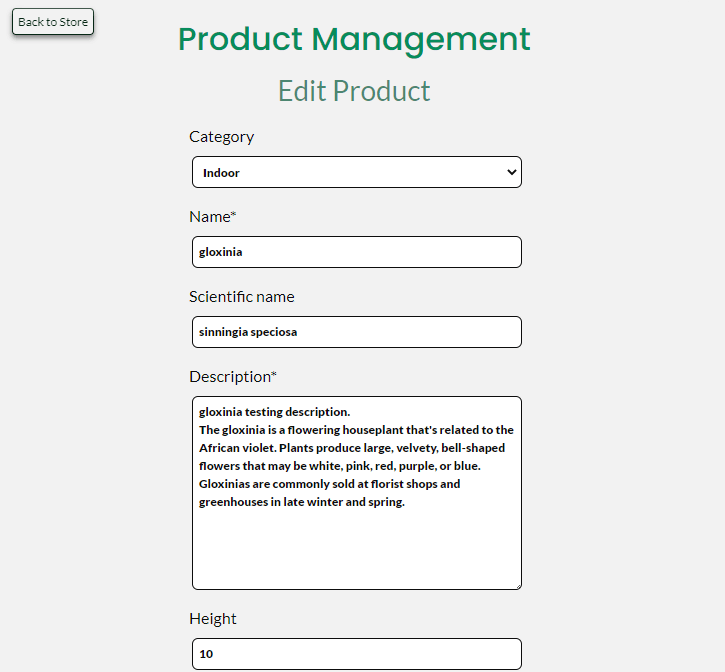 Back to Store
Product Management
Edit Product
Category
Indoor
Name*
gloxinia
Scientific name
sinningia speciosa
Description*
gloxinia testing description.
The gloxinia is a flowering houseplant that's related to the
African violet. Plants produce large, velvety, bell-shaped
flowers that may be white, pink, red, purple, or blue.
Gloxinias are commonly sold at florist shops and
greenhouses in late winter and spring.
Height
10